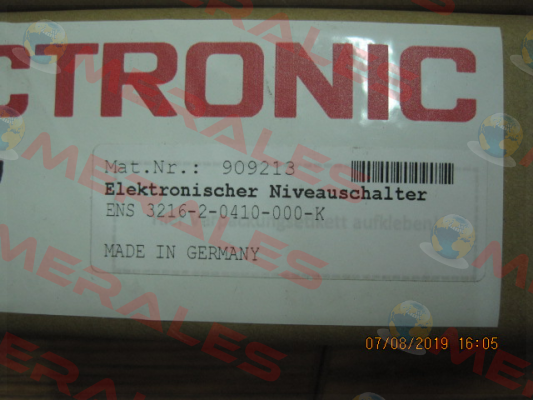 CTRONIC
Mat.Nr.: 909213
Elektronischer Niveauschalter
ENS 3216-2-0410-000-K
MADE IN GERMANY
07/08/2019 16:05
MERALES